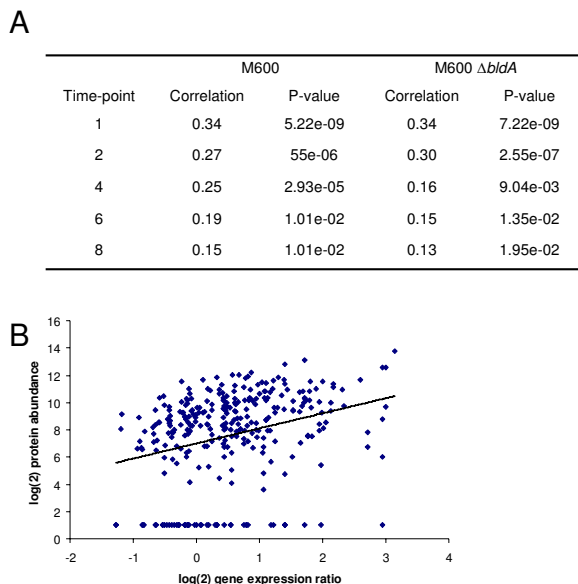 A
M600 M600 ΔbldA
Time-point Correlation P-value Correlation P-value
1 0.34 5.22e-09 0.34 7.22e-09
2 0.27 55e-06 0.30 2.55e-07
4 0.25 2.93e-05 0.16 9.04e-03
6 0.19 1.01e-02 0.15 1.35e-02
8 0.15 1.01e-02 0.13 1.95e-02
B
log(2) protein abundance
16
14
12
10
8
6
4
2
0
-2 -1 0 1 2 3 4
log(2) gene expression ratio